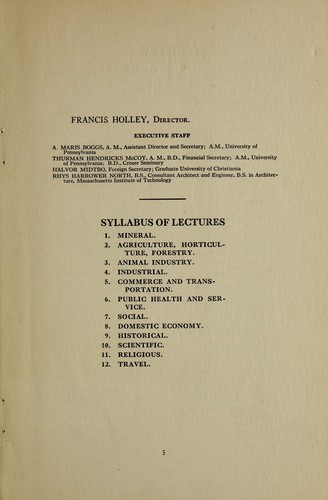 FRANCIS HOLLEY, DIRECTOR.
EXECUTIVE STAFF
A. MARIS BOGGS, A. M., Assistant Director and Secretary; A.M., University of
Pennsylvania
THURMAN HENDRICKS McCOY, A. M., B.D., Financial Secretary; A.M., University
of Pennsylvania; B.D., Crozer Seminary
HALVOR MIDTBO, Foreign Secretary; Graduate University of Christiania
RHYS HARROWER NORTH, B.S., Consultant Architect and Engineer, B.S. in Architec-
ture, Massachusetts Institute of Technology
SYLLABUS OF LECTURES
1. MINERAL.
2. AGRICULTURE, HORTICUL-
TURE, FORESTRY.
3. ANIMAL INDUSTRY.
4. INDUSTRIAL.
5. COMMERCE AND TRANS-
PORTATION.
6. PUBLIC HEALTH AND SER-
VICE.
7. SOCIAL.
8. DOMESTIC ECONOMY.
9. HISTORICAL.
10. SCIENTIFIC.
11. RELIGIOUS.
12. TRAVEL.
5